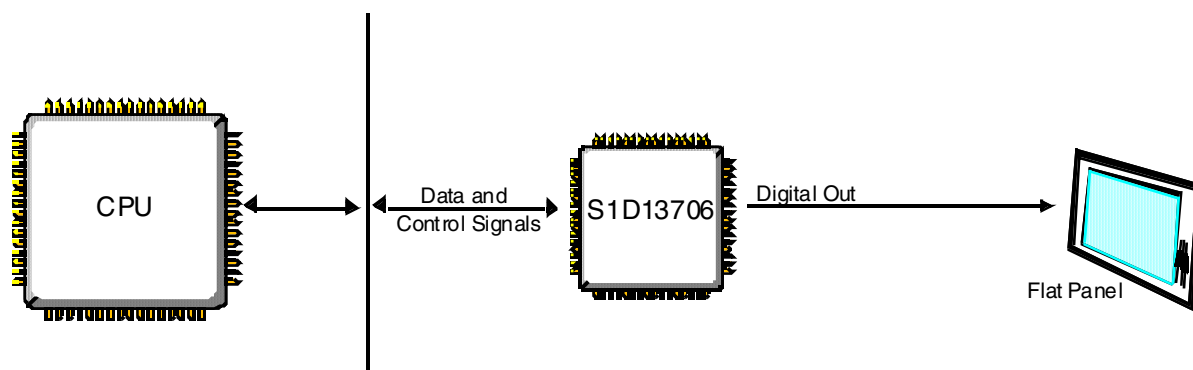 CPU
Data and
Control Signals
S1D13706
Digital Out
Flat Panel